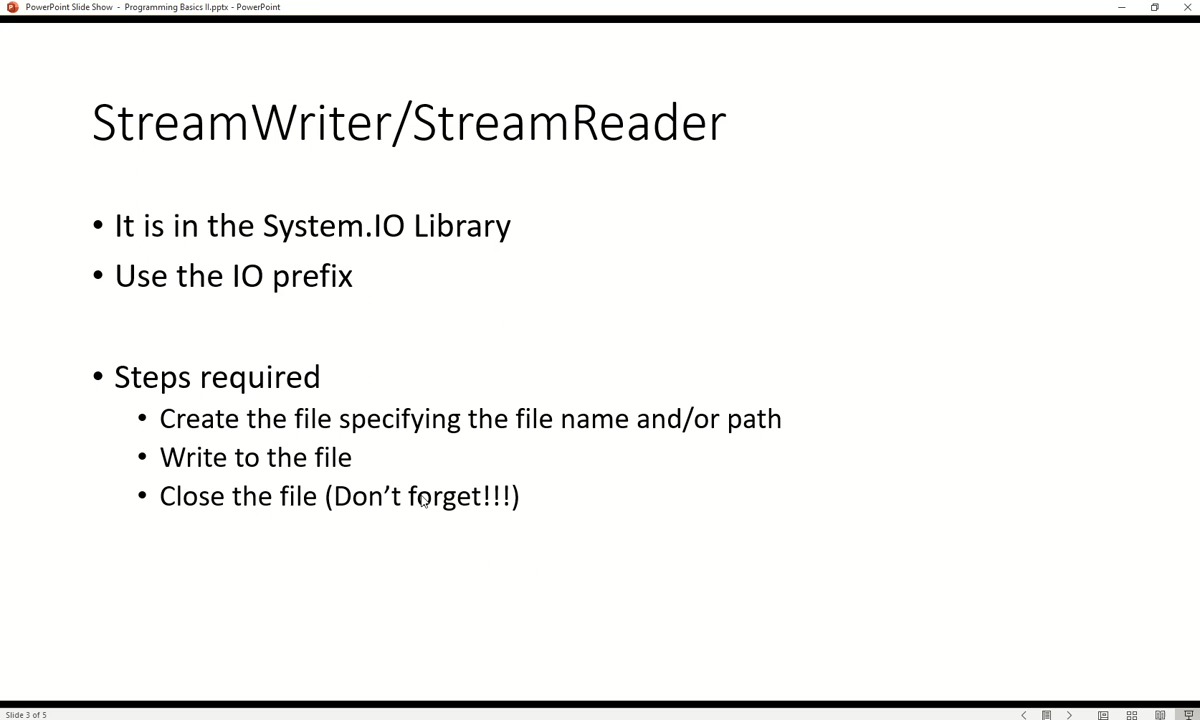 PowerPoint Slide Show - Programming Basics II.pptx - PowerPoint
StreamWriter/StreamReader
• It is in the System.IO Library
• Use the IO prefix
• Steps required
• Create the file specifying the file name and/or path
• Write to the file
• Close the file (Don’t forget!!!)
Slide 3 of 5